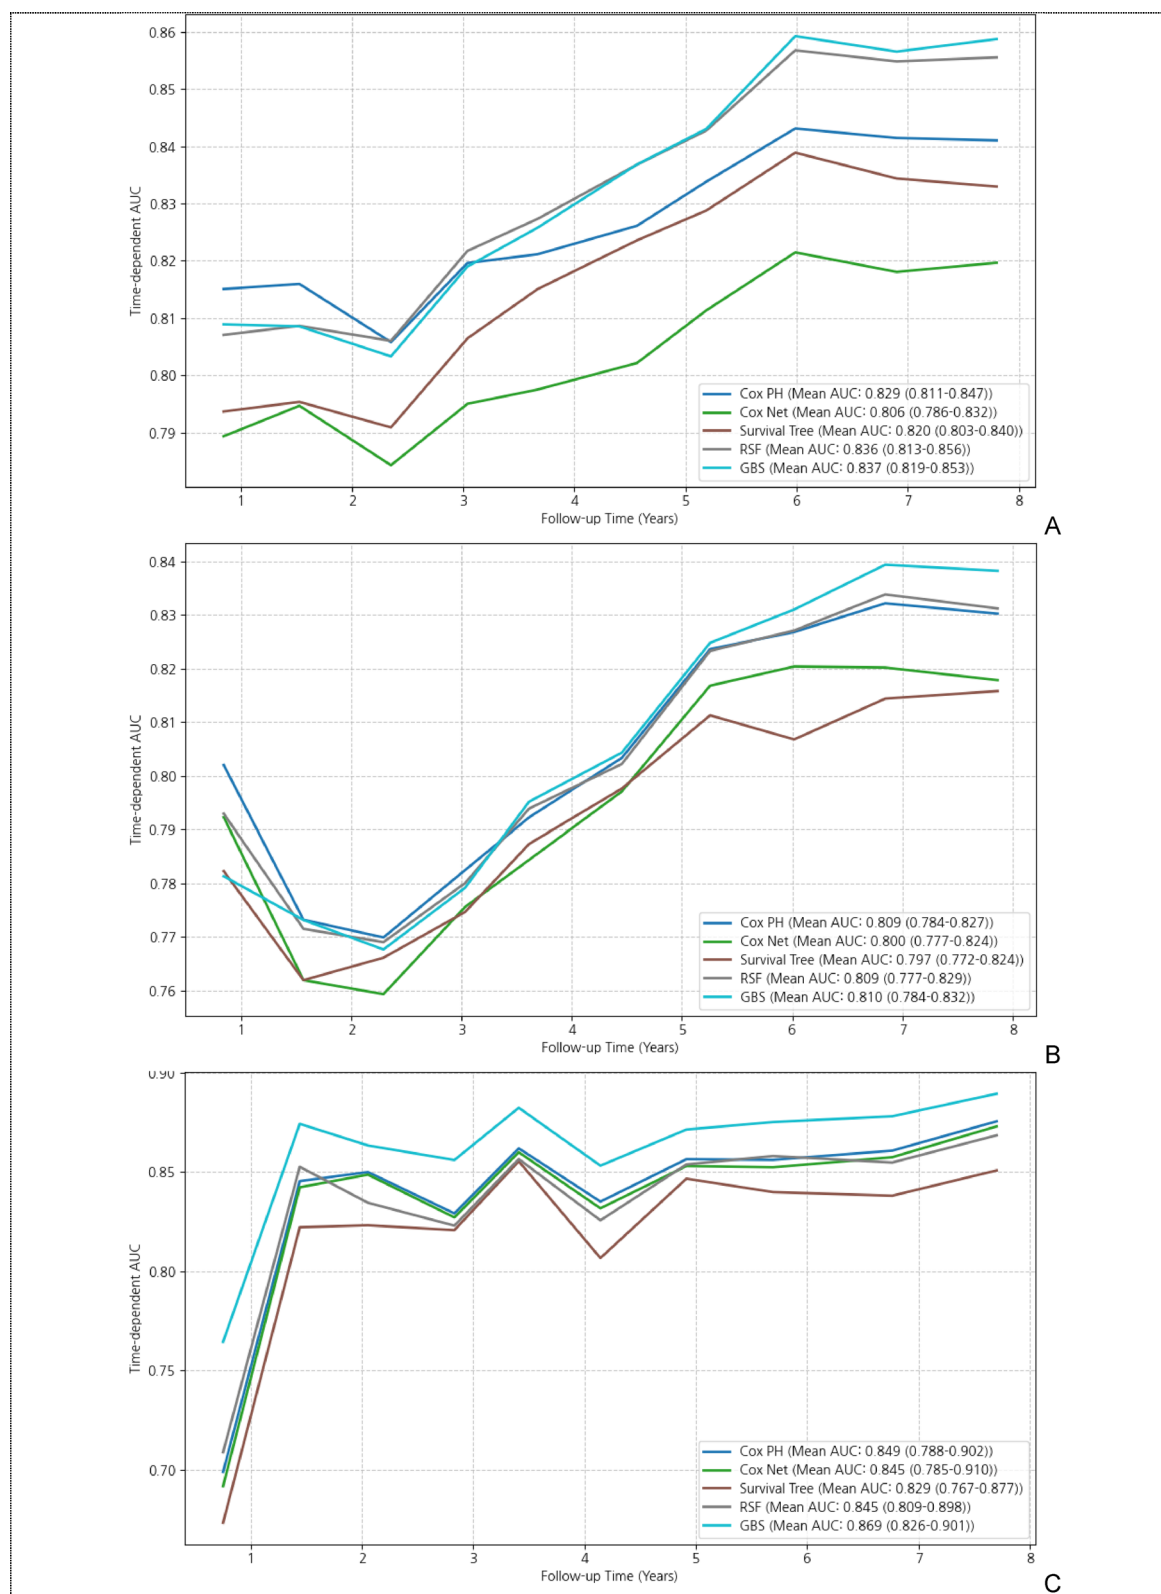 0.86
0.85
0.84
0.83
0.82
0.81
0.80
0.79
Time-dependent AUC
Cox PH (Mean AUC: 0.829 (0.811-0.847))
Cox Net (Mean AUC: 0.806 (0.786-0.832))
Survival Tree (Mean AUC: 0.820 (0.803-0.840))
RSF (Mean AUC: 0.836 (0.813-0.856))
GBS (Mean AUC: 0.837 (0.819-0.853))
1 2 3 4 5 6 7 8
Follow-up Time (Years)
A
0.84
0.83
0.82
0.81
0.80
0.79
0.78
0.77
0.76
Time-dependent AUC
Cox PH (Mean AUC: 0.809 (0.784-0.827))
Cox Net (Mean AUC: 0.800 (0.777-0.824))
Survival Tree (Mean AUC: 0.797 (0.772-0.824))
RSF (Mean AUC: 0.809 (0.777-0.829))
GBS (Mean AUC: 0.810 (0.784-0.832))
1 2 3 4 5 6 7 8
Follow-up Time (Years)
B
0.90
0.85
0.80
0.75
0.70
Time-dependent AUC
Cox PH (Mean AUC: 0.849 (0.788-0.902))
Cox Net (Mean AUC: 0.845 (0.785-0.910))
Survival Tree (Mean AUC: 0.829 (0.767-0.877))
RSF (Mean AUC: 0.845 (0.809-0.898))
GBS (Mean AUC: 0.869 (0.826-0.901))
1 2 3 4 5 6 7 8
Follow-up Time (Years)
C